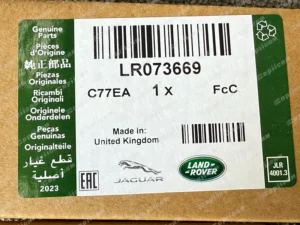 Genuine
Parts
Pièces
d'Origine
純正部品
Piezas
Originales
Ricambi
Originali
Originele
Onderdelen
Peças
Genuínas
Originalteile
قطع غيار
أصلية
2023
LR073669
C77EA 1 x FcC
Made in:
United Kingdom
EAC
JAGUAR
LAND-
ROVER
JLR
4001.3